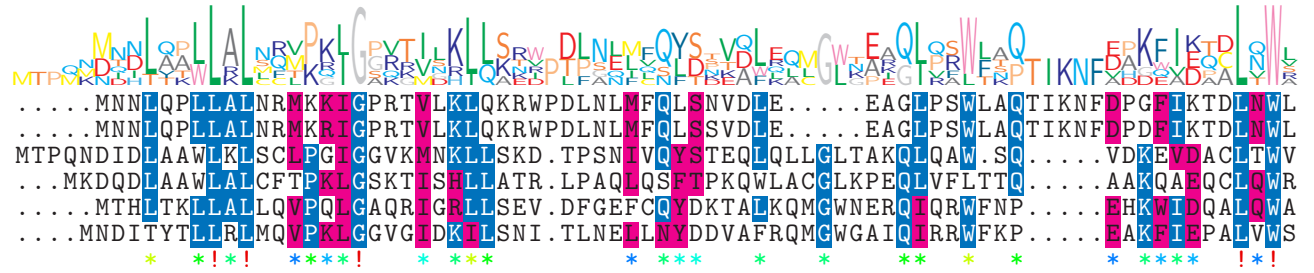 .....MNNLQPLLALNRMKKIGPRTVLKLQKRWPDLNLMFQLSNVDLE.....EAGLPSWLAQTIKNFDPGFIKTDLNWL
.....MNNLQPLLALNRMKRIGPRTVLKLQKRWPDLNLMFQLSSVDLE.....EAGLPSWLAQTIKNFDPDFIKTDLNWL
MTPQNDIDLAAWLKLSCLPGIGGVKMNKLLSKD.TPSNIVQYSTEQLQLLGLTAKQLQAW.SQ.....VDKEVDACLTWV
...MKDQDLAAWLALCFTPKLGSKTISHLLATR.LPAQLQSFTPKQWLACGLKPEQLVFLTTQ.....AAKQAEQCLQWR
.....MTHLTKLLALLQVPQLGAQRIGRLLSEV.DFGEFCQYDKTALKQMGWNERQIQRWFNP.....EHKWIDQALQWA
....MNDITYTLLRLMQVPKLGGVGIDKILSNI.TLNELLNYDDVAFRQMGWGAIQIRRWFKP.....EAKFIEPALVWS
* *!*! ****! ***** * *** * ** * * * *** !*!